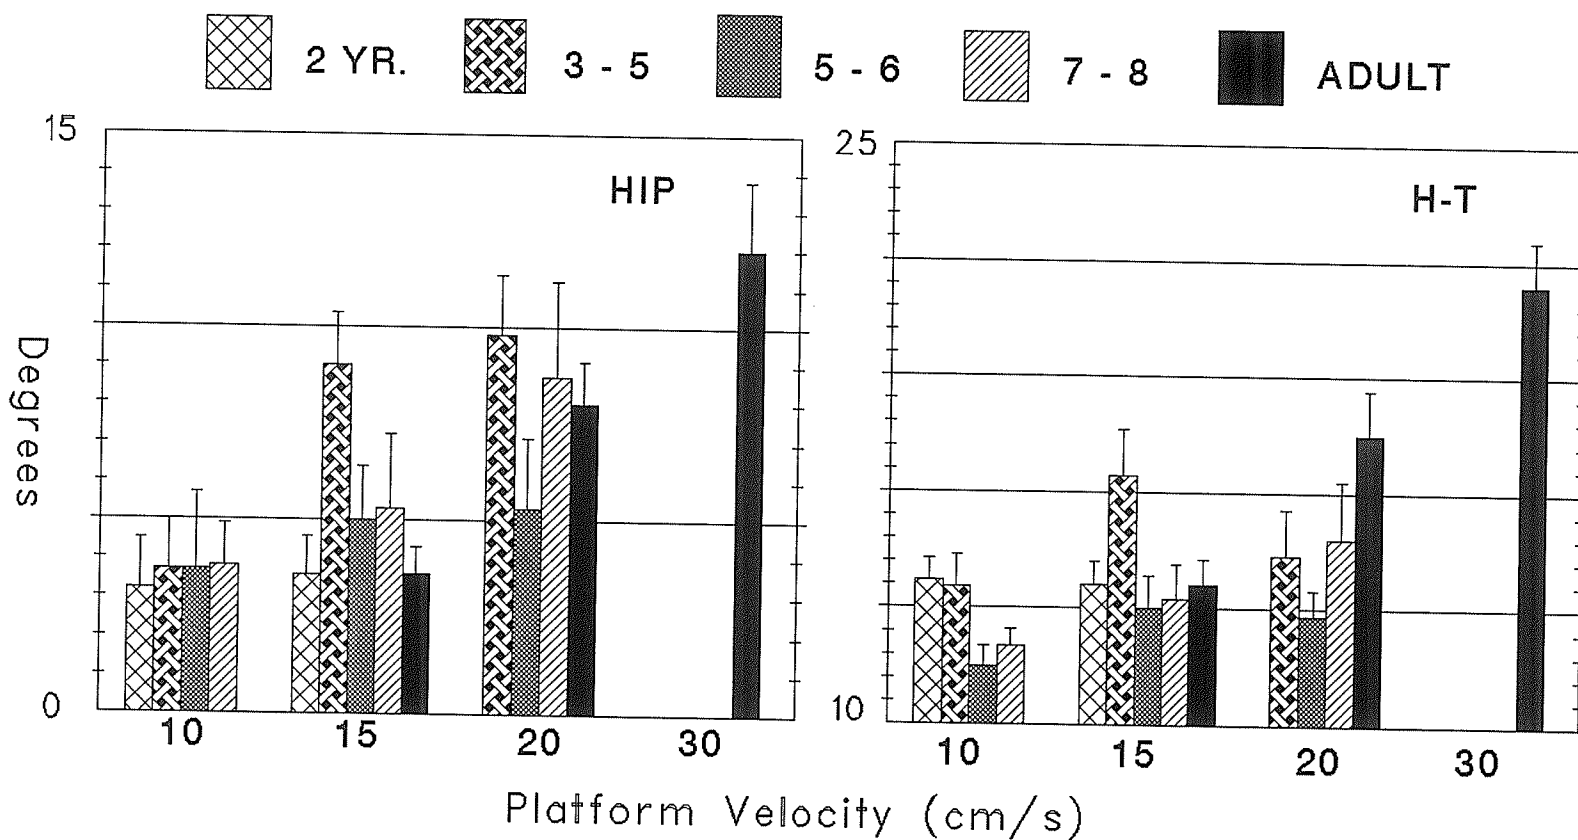 2 YR. 3 - 5 5 - 6 7 - 8 ADULT
15 25
HIP H-T
Degrees
0 10
10 15 20 30 10 15 20 30
Platform Velocity (cm/s)